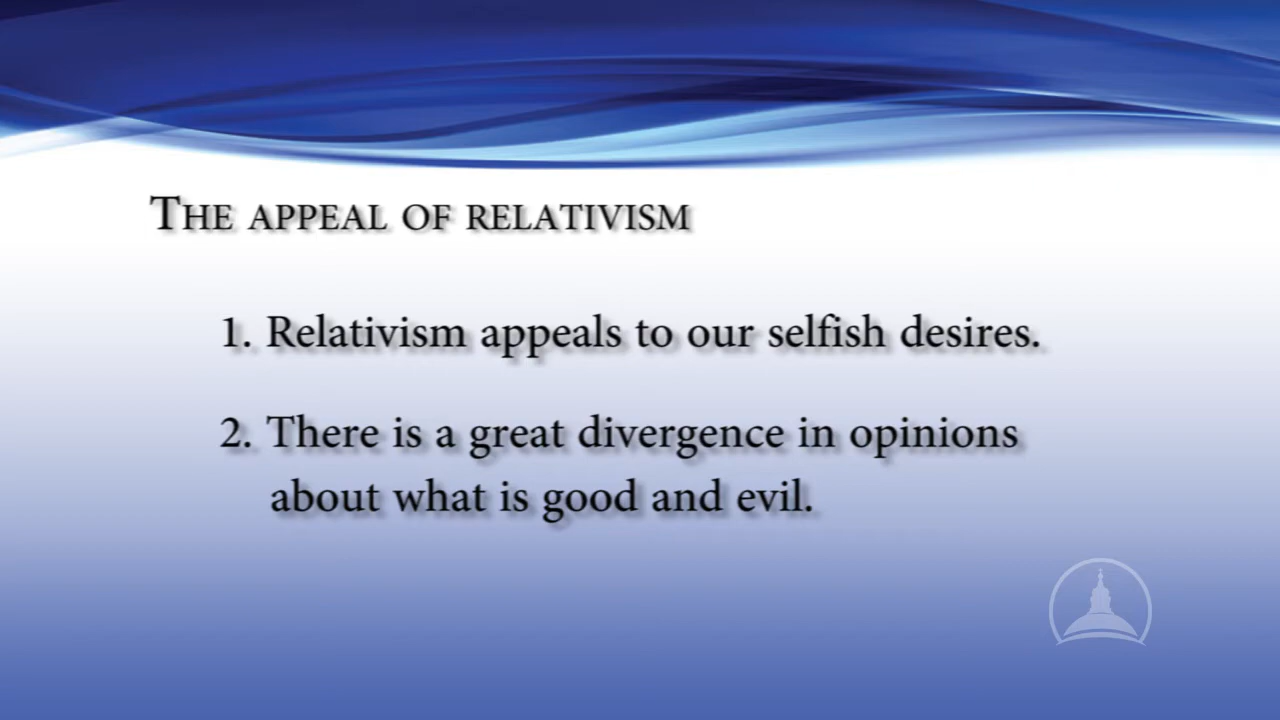 THE APPEAL OF RELATIVISM
1. Relativism appeals to our selfish desires.
2. There is a great divergence in opinions
about what is good and evil.